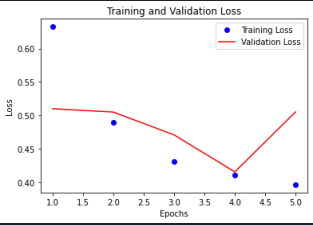 Training and Validation Loss
Training Loss
Validation Loss
0.60
0.55
0.50
0.45
0.40
Loss
1.0 1.5 2.0 2.5 3.0 3.5 4.0 4.5 5.0
Epochs